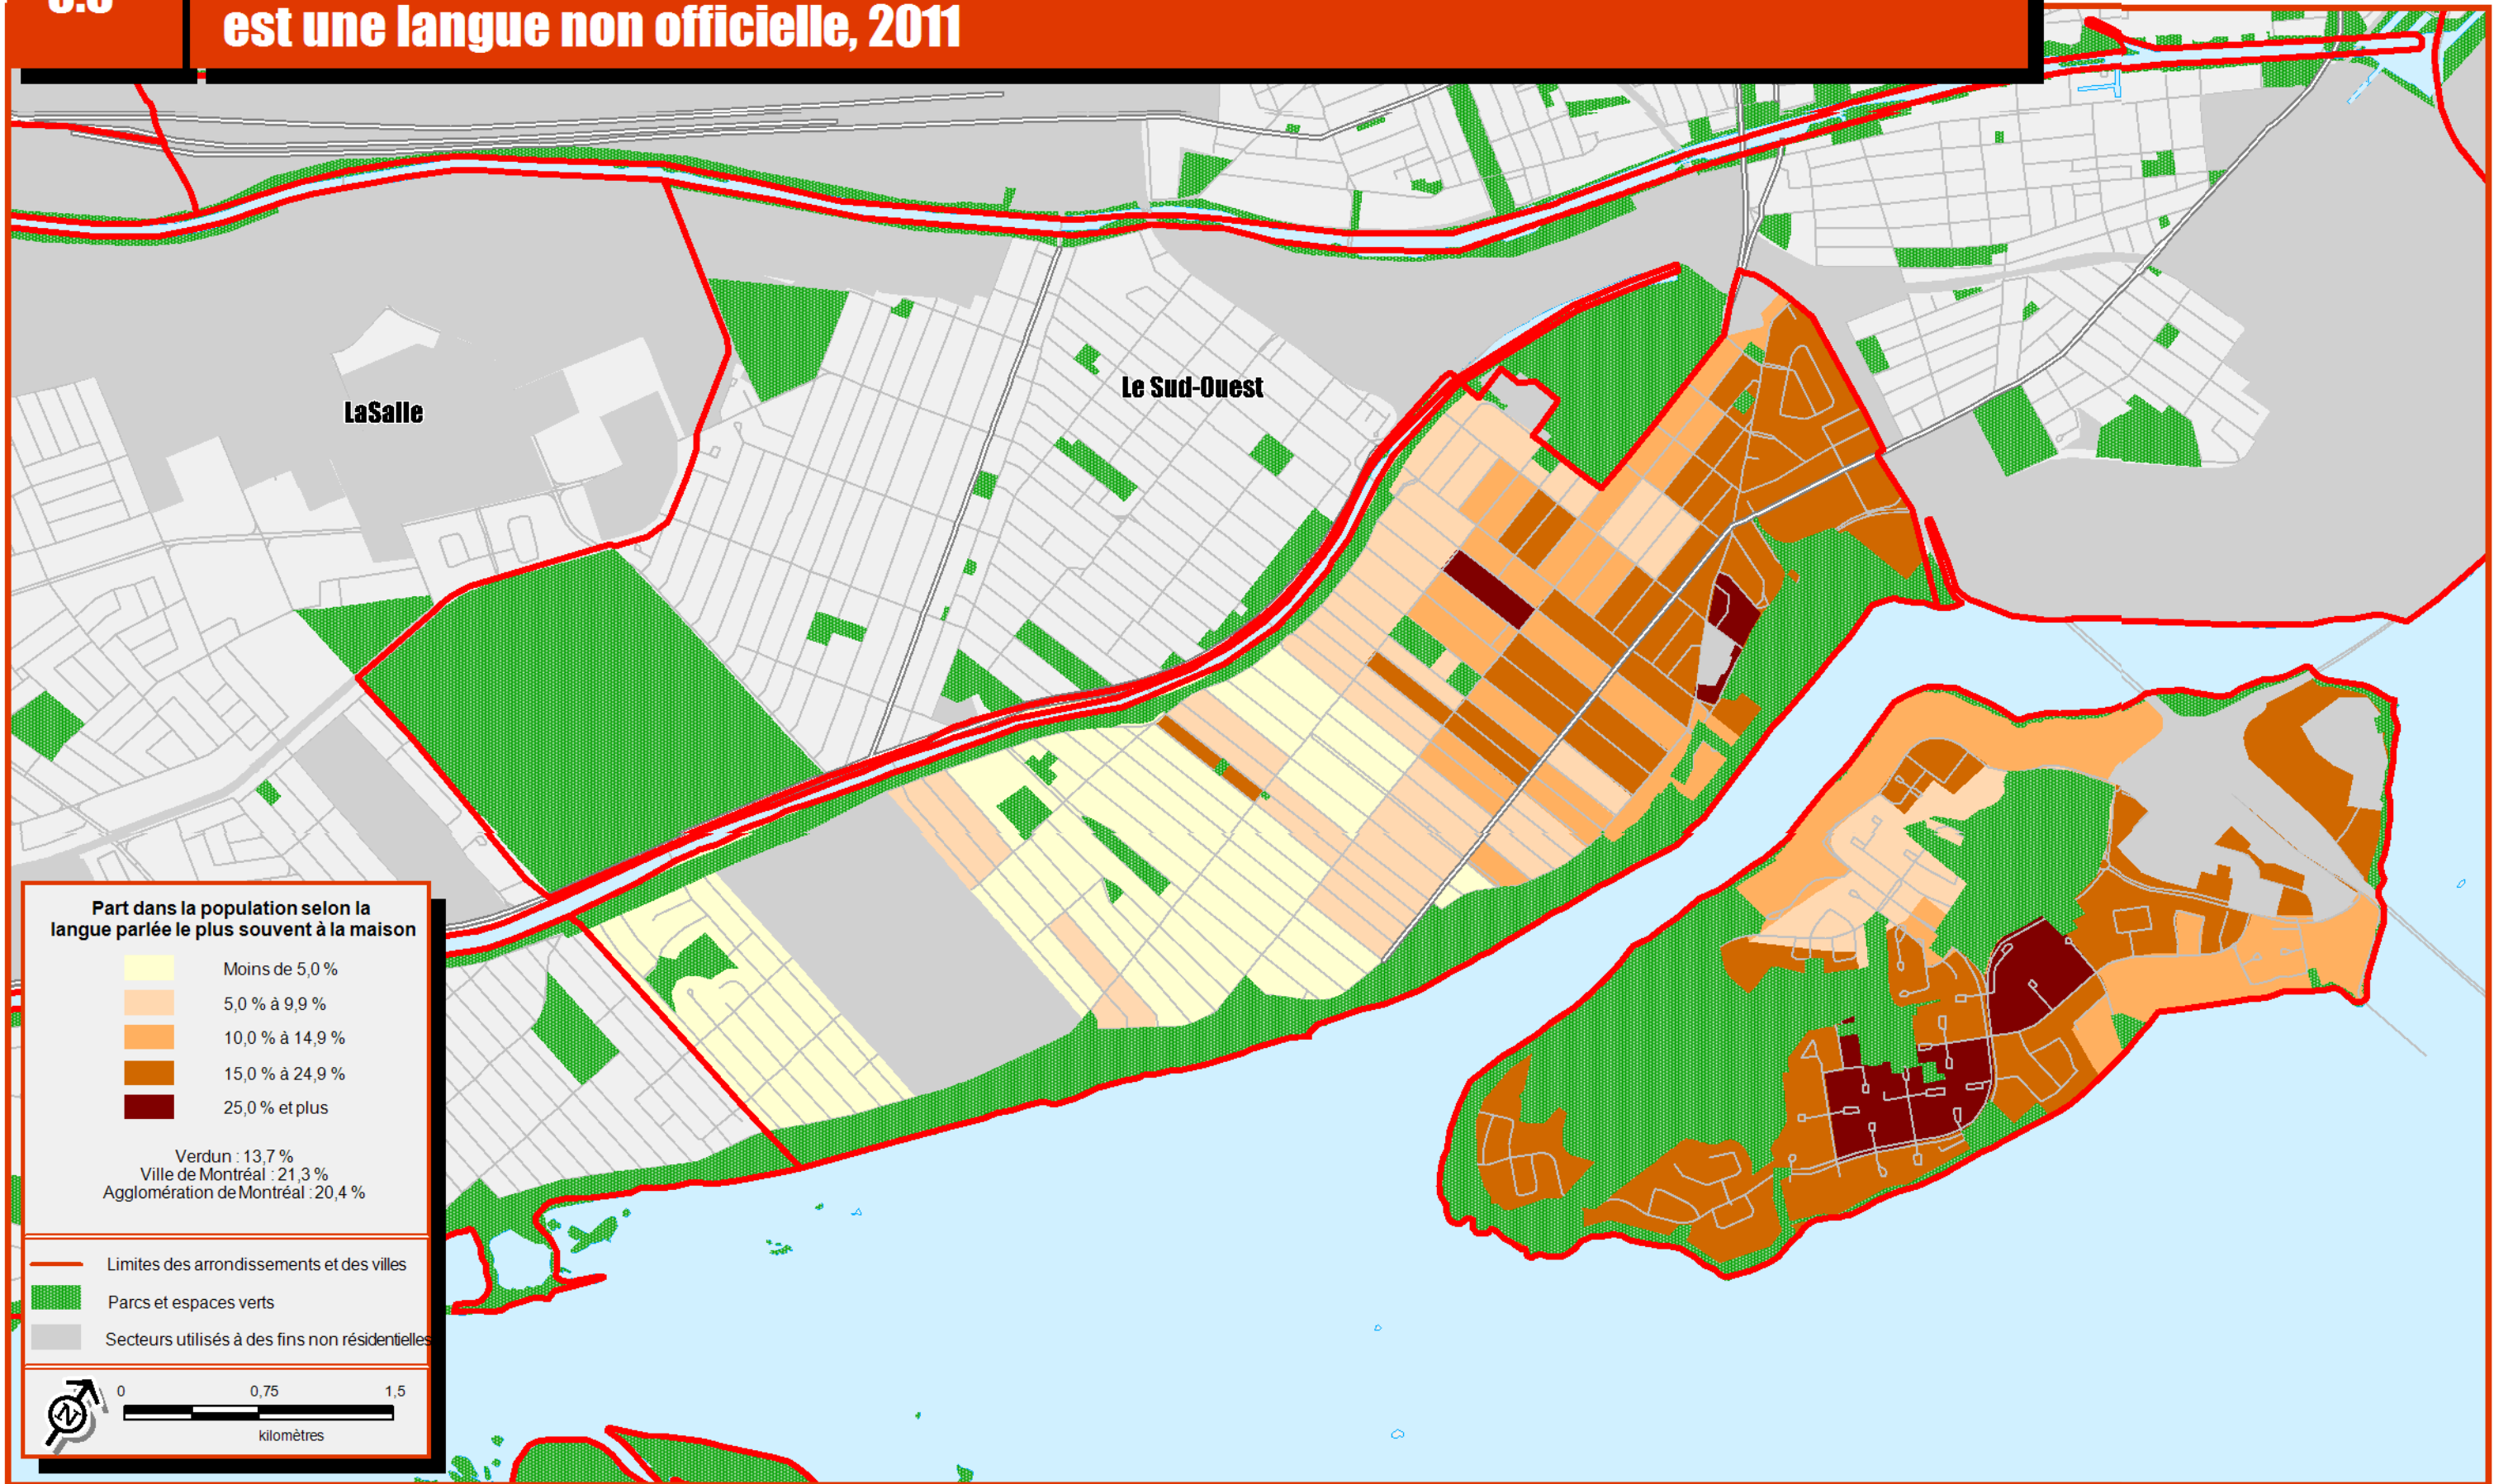 est une langue non officielle, 2011
LaSalle
Le Sud-Ouest
Part dans la population selon la
langue parlée le plus souvent à la maison
Moins de 5,0 %
5,0 % à 9,9 %
10,0 % à 14,9 %
15,0 % à 24,9 %
25,0 % et plus
Verdun : 13,7 %
Ville de Montréal : 21,3 %
Agglomération de Montréal : 20,4 %
Limites des arrondissements et des villes
Parcs et espaces verts
Secteurs utilisés à des fins non résidentielles
N
0 0,75 1,5
kilomètres